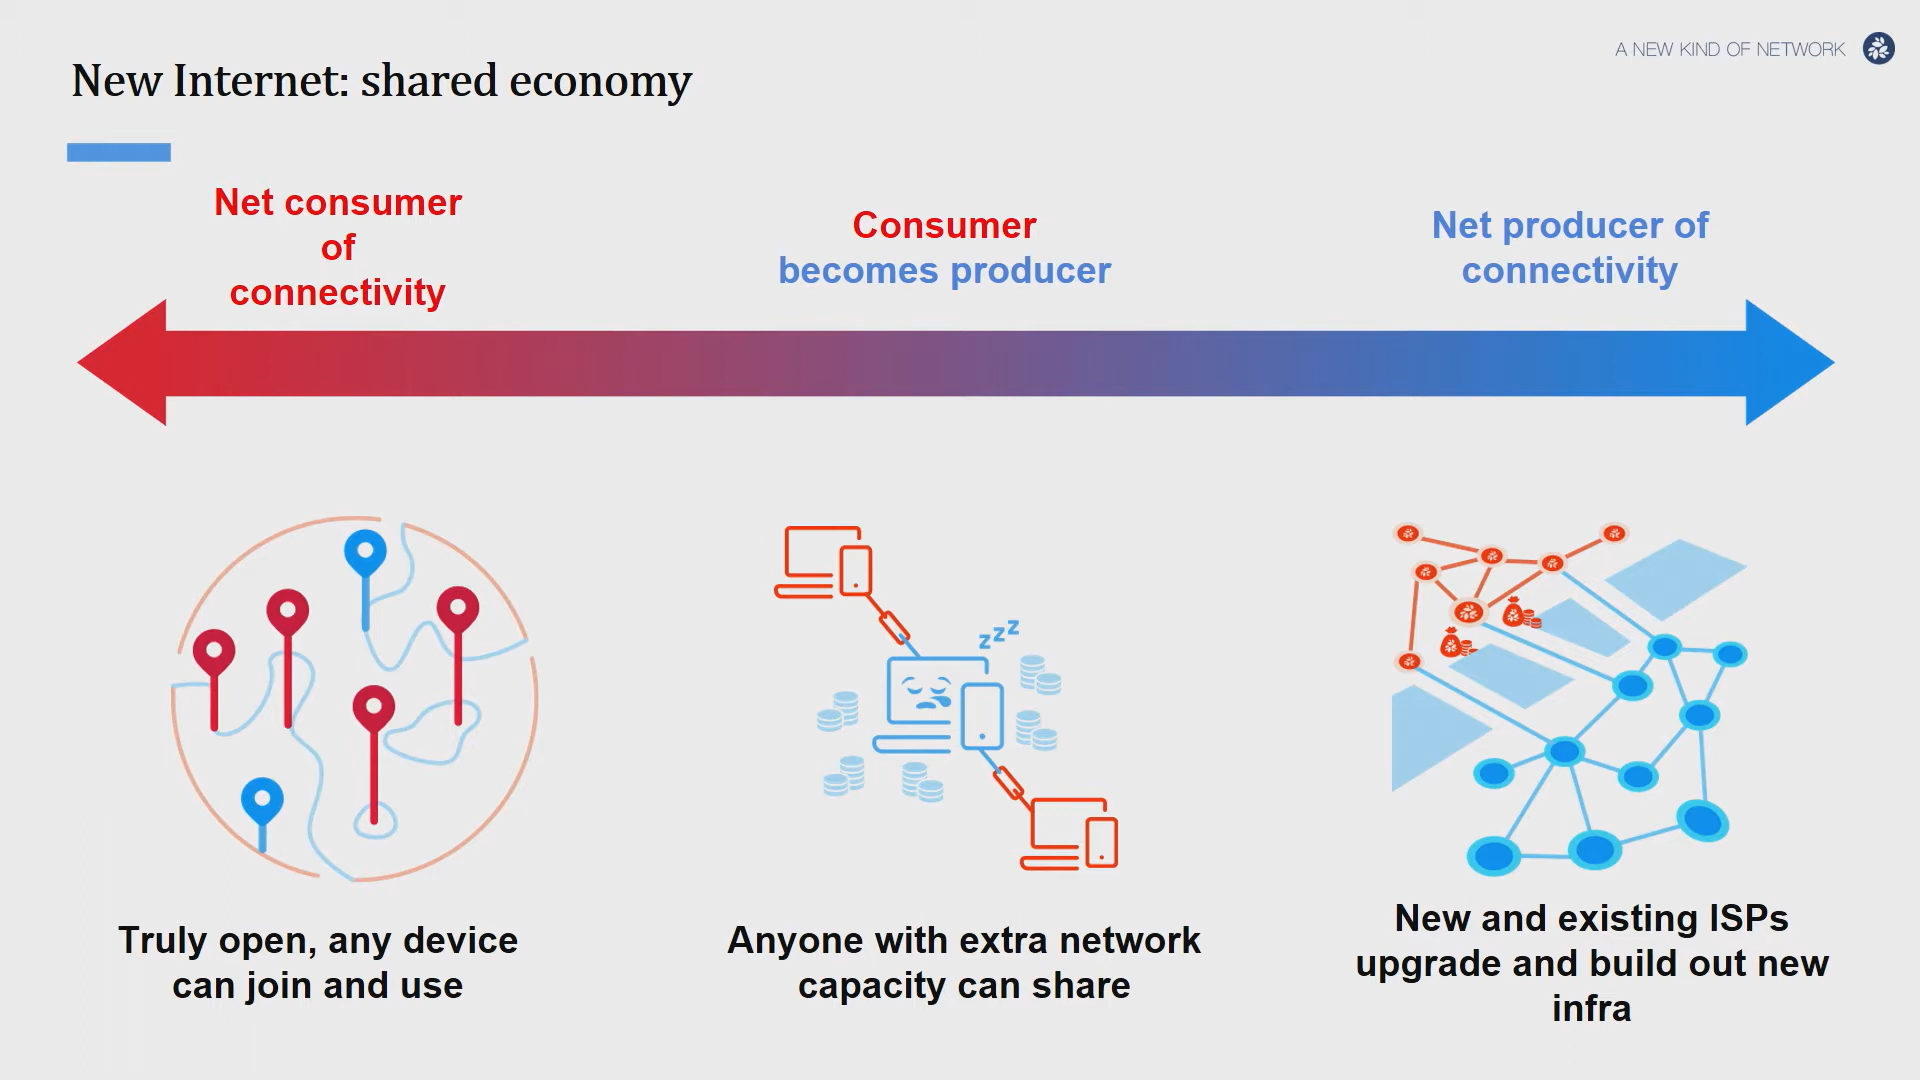 A NEW KIND OF NETWORK
New Internet: shared economy
Net consumer
of
connectivity
Consumer
becomes producer
Net producer of
connectivity
zzz
Truly open, any device
can join and use
Anyone with extra network
capacity can share
New and existing ISPs
upgrade and build out new
infra